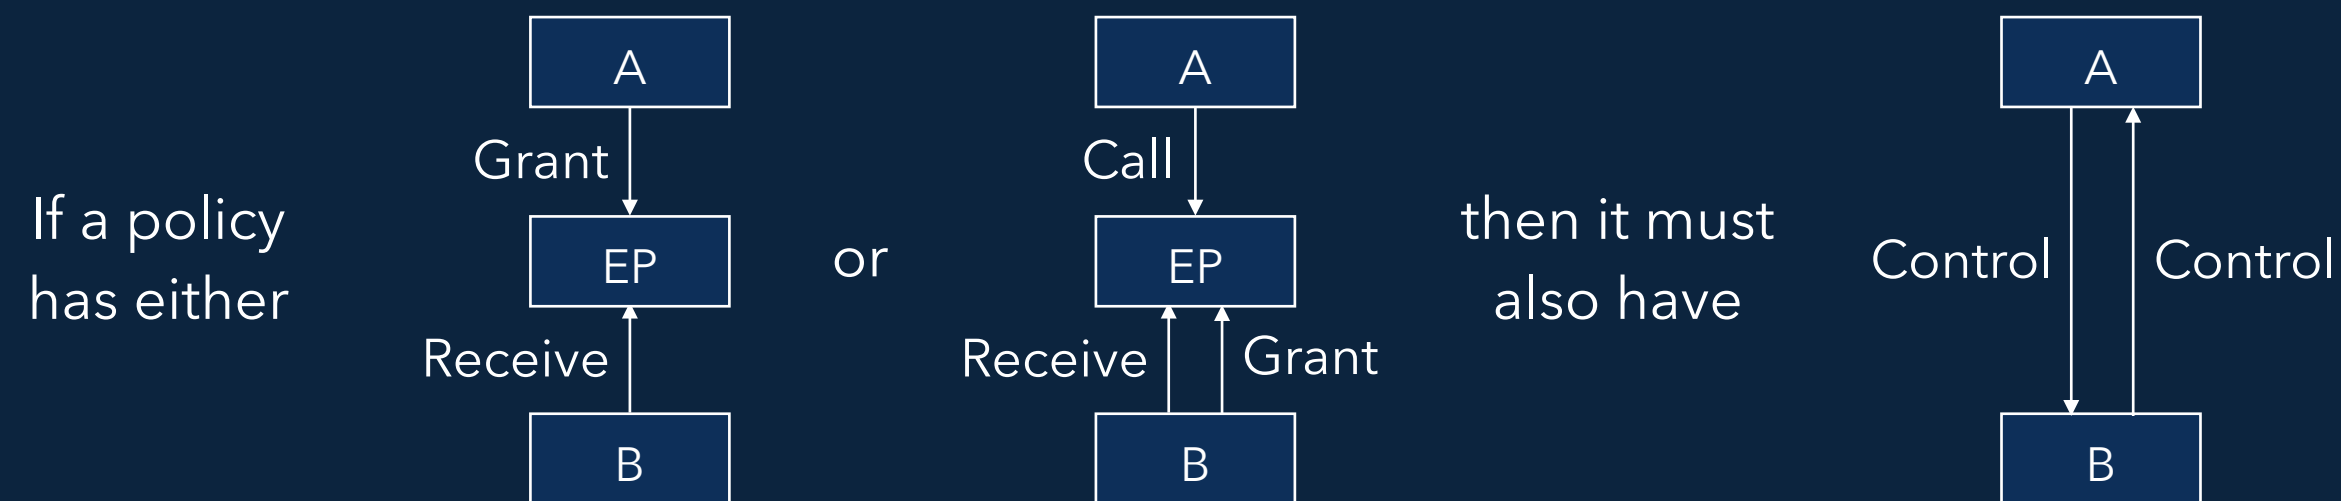 If a policy
has either
A
Grant
EP
Receive
B
or
A
Call
EP
Receive
Grant
B
then it must
also have
A
Control
Control
B